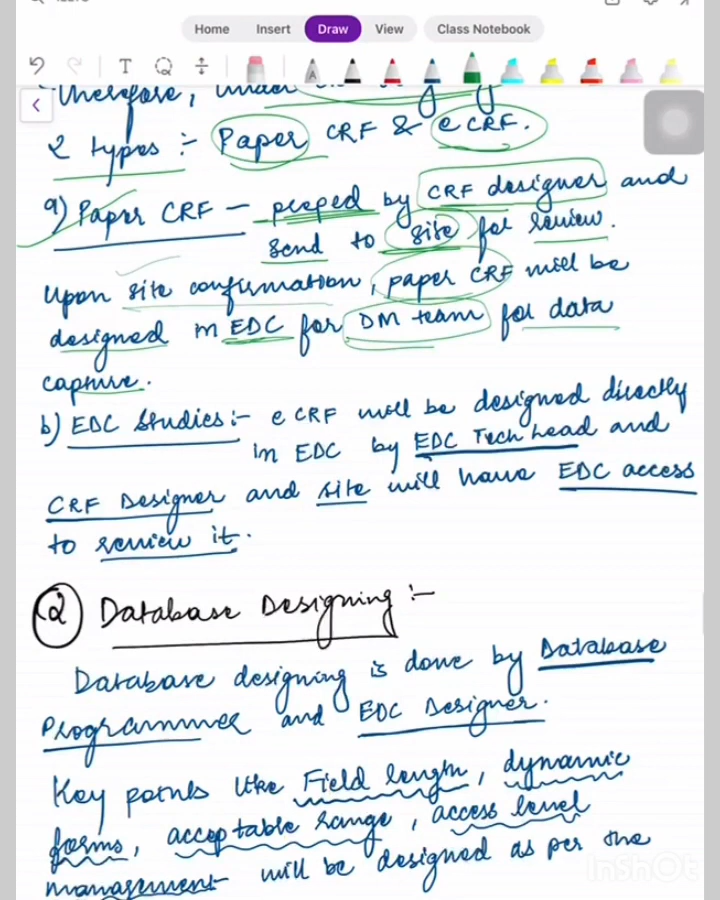 Home Insert Draw View Class Notebook
Therefore, under
2 types :- Paper CRF & e CRF.
a) Paper CRF - preped by CRF designer and
send to site for review.
Upon site confirmation, paper CRF will be
designed in EDC for DM team for data
capture.
b) EDC Studies :- e CRF will be designed directly
in EDC by EDC Tech head and
CRF Designer and site will have EDC access
to review it.
2 Database Designing :-
Database designing is done by Database
Programmer and EDC Designer.
Key points like Field length, dynamic
forms, acceptable range, access level
management will be designed as per the
InShOt